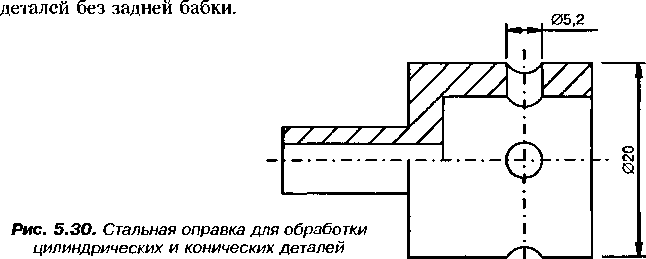 деталей без задней бабки.
Ø5,2
Ø20
Рис. 5.30. Стальная оправка для обработки
цилиндрических и конических деталей